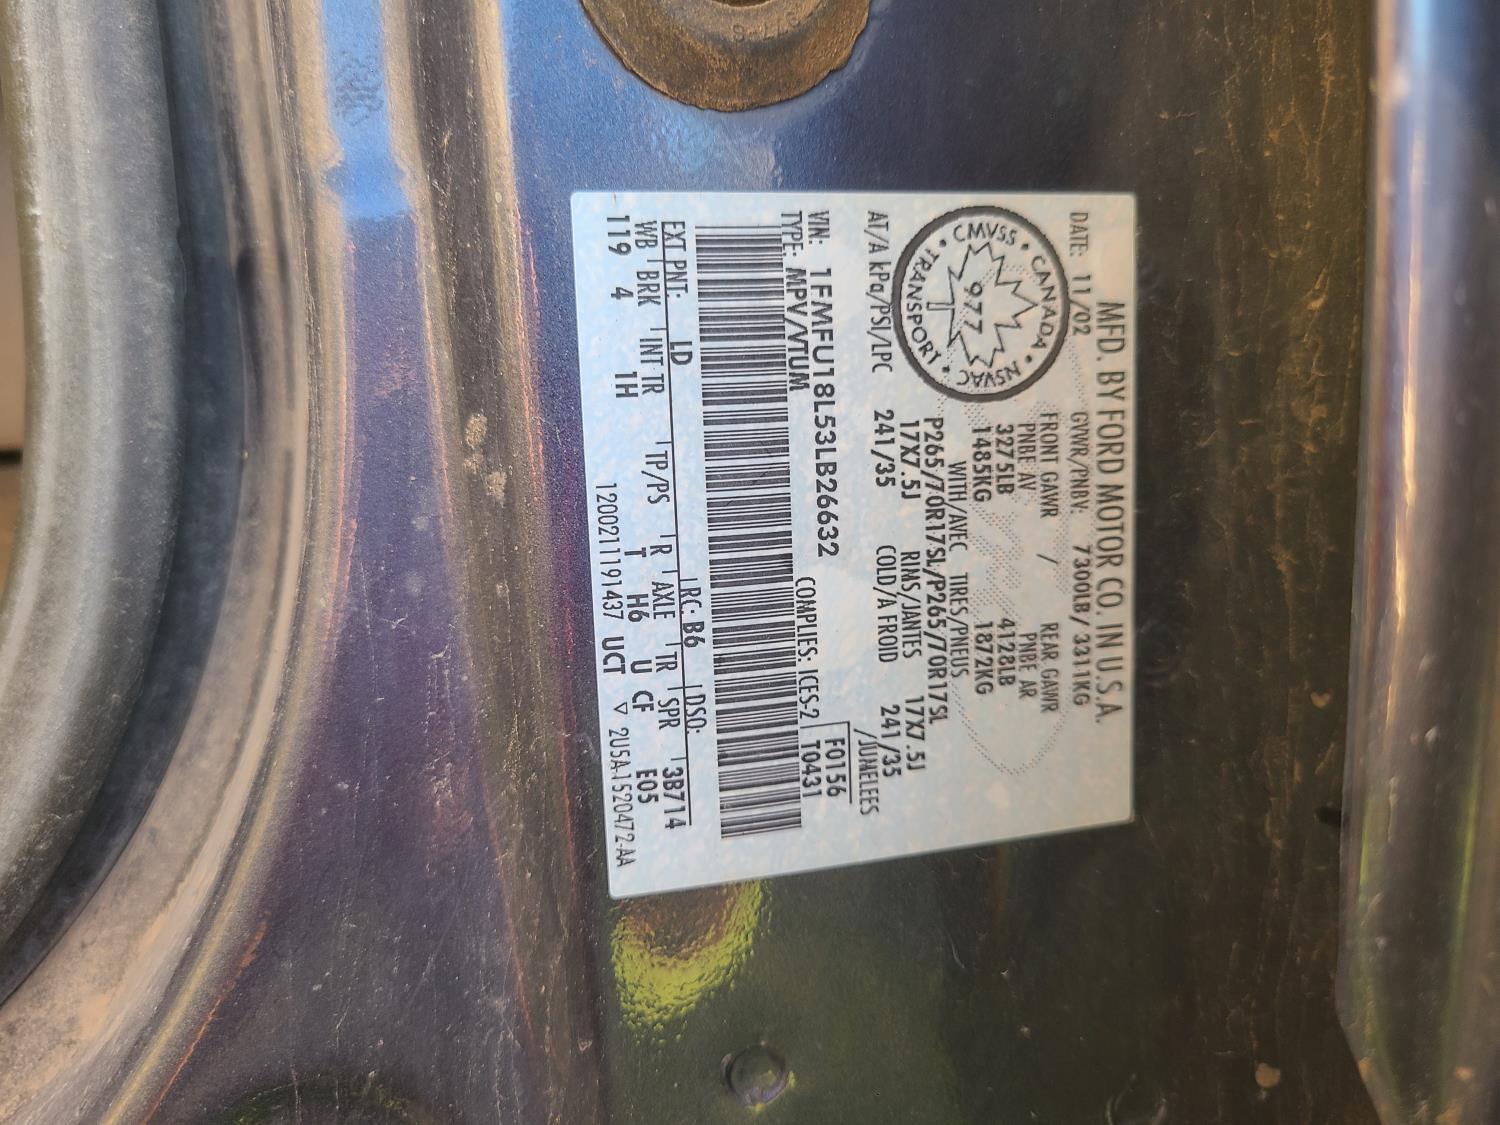 MFD. BY FORD MOTOR CO. IN U.S.A.
DATE: 11/02 GVWR/PNBV: 7300LB / 3311KG
FRONT GAWR / REAR GAWR
PNBE AV PNBE AR
3275LB 4128LB
1485KG 1872KG
WITH/AVEC TIRES/PNEUS
P265/70R17SL/P265/70R17SL
17X7.5J RIMS/JANTES 17X7.5J
AT/A kPa/PSI/LPC 241/35 COLD/A FROID 241/35
/JUMELEES
CMVSS • CANADA • NSVAC • TRANSPORT •
977
VIN: 1FMFU18L53LB26632 F0156
TYPE: MPV/VTUM COMPLIES: ICES-2 T0431
EXT PNT: LD RC: B6 DSO:
WB BRK INT TR TP/PS R AXLE TR SPR 3B714
119 4 1H T H6 U CF E05
12002111191437 UCT ▽ 2U5A-1520472-AA